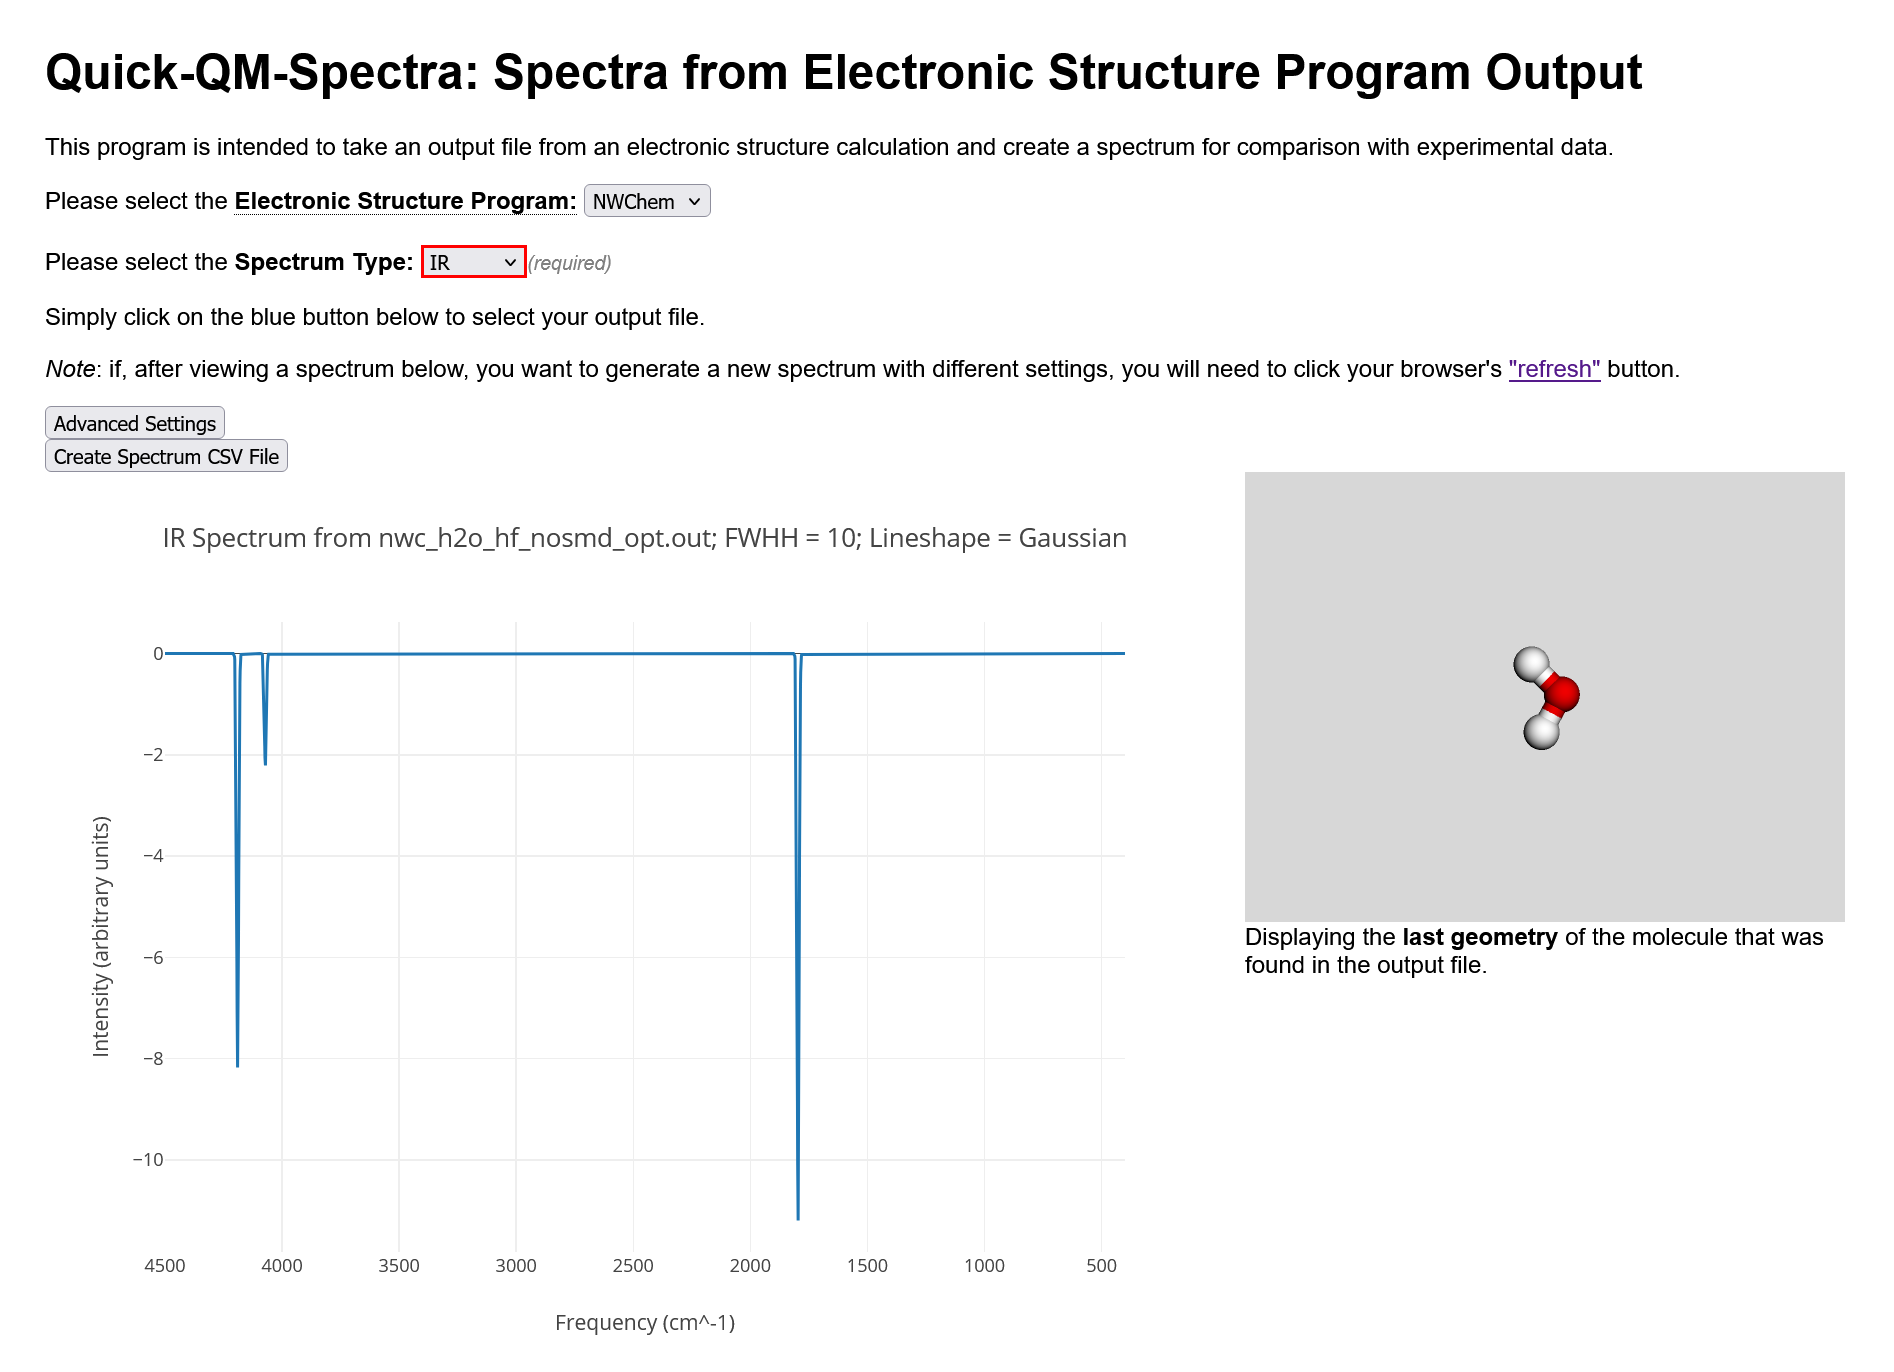 Quick-QM-Spectra: Spectra from Electronic Structure Program Output
This program is intended to take an output file from an electronic structure calculation and create a spectrum for comparison with experimental data.
Please select the Electronic Structure Program: NWChem
Please select the Spectrum Type: IR (required)
Simply click on the blue button below to select your output file.
Note: if, after viewing a spectrum below, you want to generate a new spectrum with different settings, you will need to click your browser's "refresh" button.
Advanced Settings
Create Spectrum CSV File
IR Spectrum from nwc_h2o_hf_nosmd_opt.out; FWHH = 10; Lineshape = Gaussian
0
−2
−4
−6
−8
−10
Intensity (arbitrary units)
4500 4000 3500 3000 2500 2000 1500 1000 500
Frequency (cm^-1)
Displaying the last geometry of the molecule that was
found in the output file.